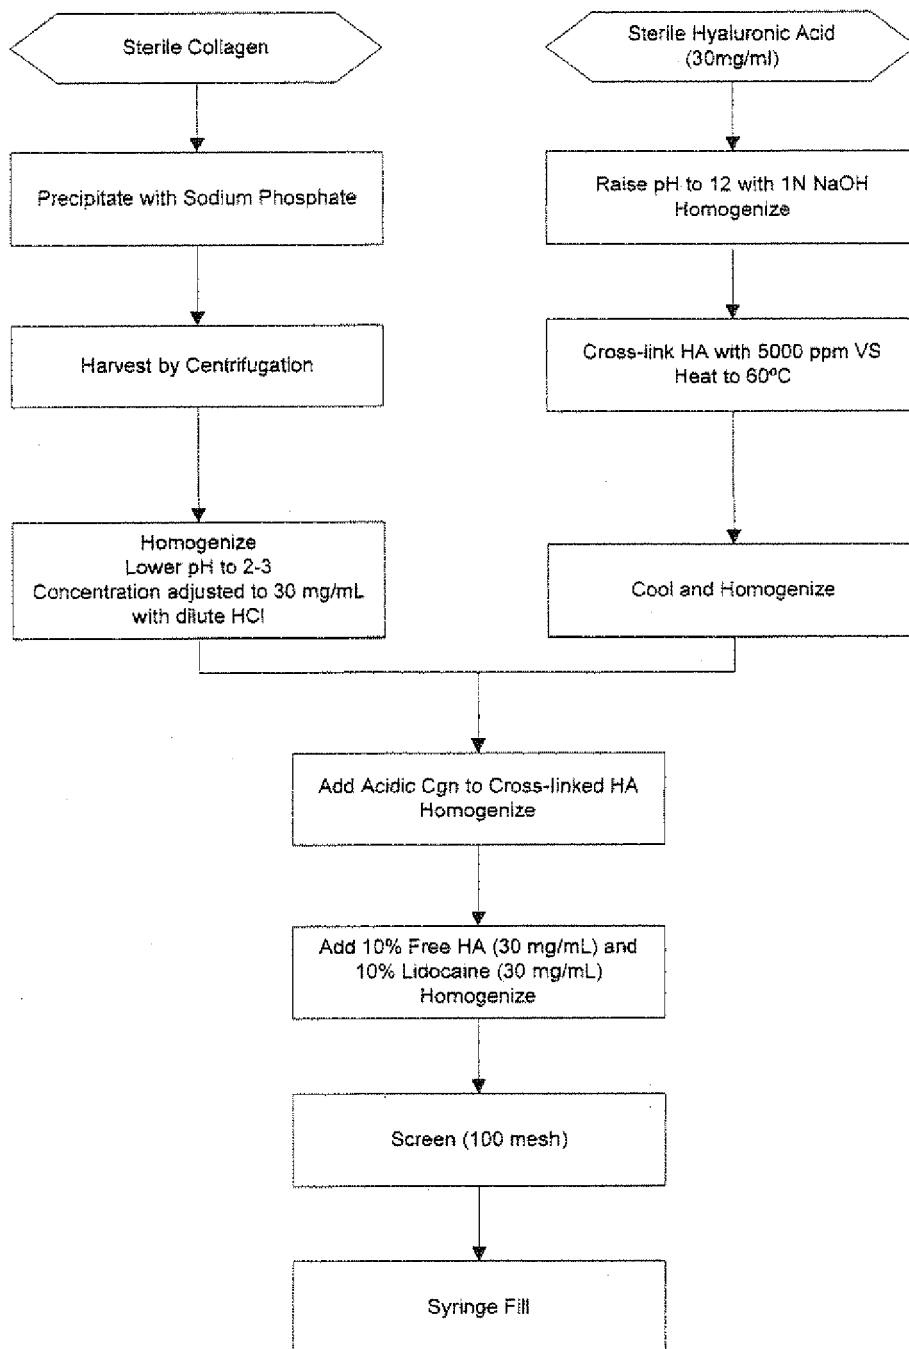 Sterile Collagen
Sterile Hyaluronic Acid
(30mg/ml)
Precipitate with Sodium Phosphate
Raise pH to 12 with 1N NaOH
Homogenize
Harvest by Centrifugation
Cross-link HA with 5000 ppm VS
Heat to 60ºC
Homogenize
Lower pH to 2-3
Concentration adjusted to 30 mg/mL
with dilute HCl
Cool and Homogenize
Add Acidic Cgn to Cross-linked HA
Homogenize
Add 10% Free HA (30 mg/mL) and
10% Lidocaine (30 mg/mL)
Homogenize
Screen (100 mesh)
Syringe Fill